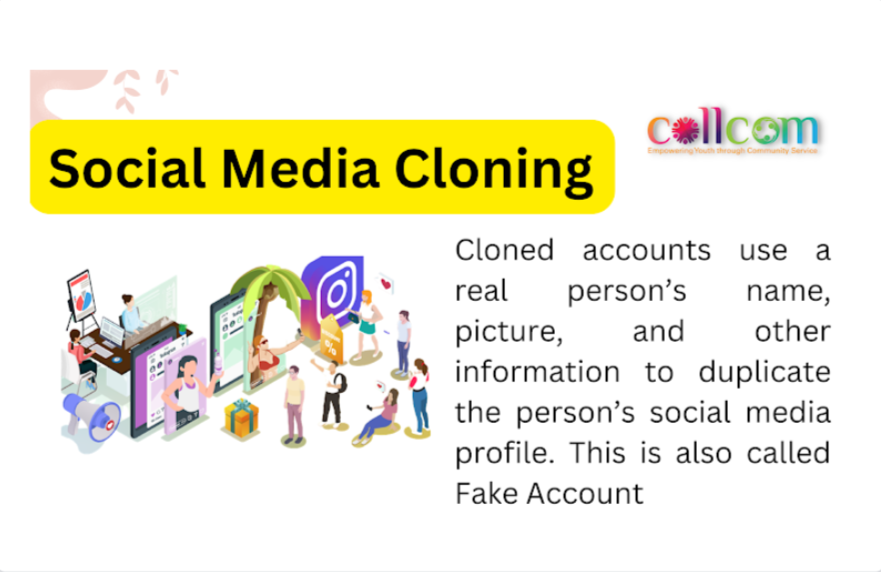 Social Media Cloning
collcom
Empowering Youth through Community Service
Cloned accounts use a
real person's name,
picture, and other
information to duplicate
the person's social media
profile. This is also called
Fake Account